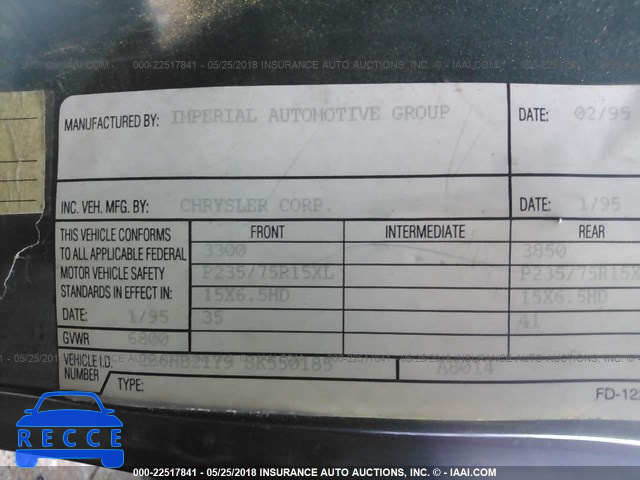 000-22517841 - 05/25/2018 INSURANCE AUTO AUCTIONS, INC. - © IAAI.COM
MANUFACTURED BY: IMPERIAL AUTOMOTIVE GROUP DATE: 02/95
INC. VEH. MFG. BY: CHRYSLER CORP. DATE: 1/95
THIS VEHICLE CONFORMS FRONT INTERMEDIATE REAR
TO ALL APPLICABLE FEDERAL 3300 3850
MOTOR VEHICLE SAFETY P235/75R15XL P235/75R15X
STANDARDS IN EFFECT IN: 15X6.5HD 15X6.5HD
DATE: 1/95 35 41
GVWR 6800
VEHICLE I.D. 2B6HB21Y9 SK550185 A8014
NUMBER TYPE: FD-12
RECCE
000-22517841 - 05/25/2018 INSURANCE AUTO AUCTIONS, INC. - © IAAI.COM